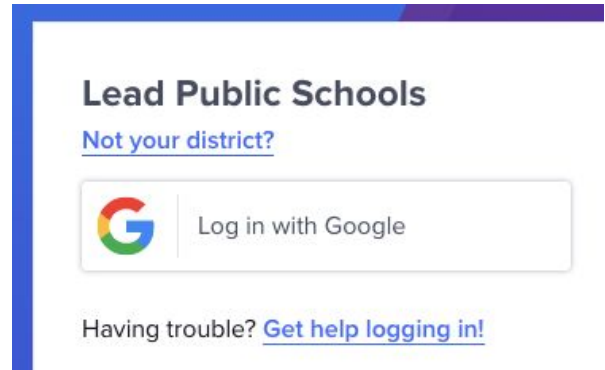 Lead Public Schools
Not your district?
Log in with Google
Having trouble? Get help logging in!